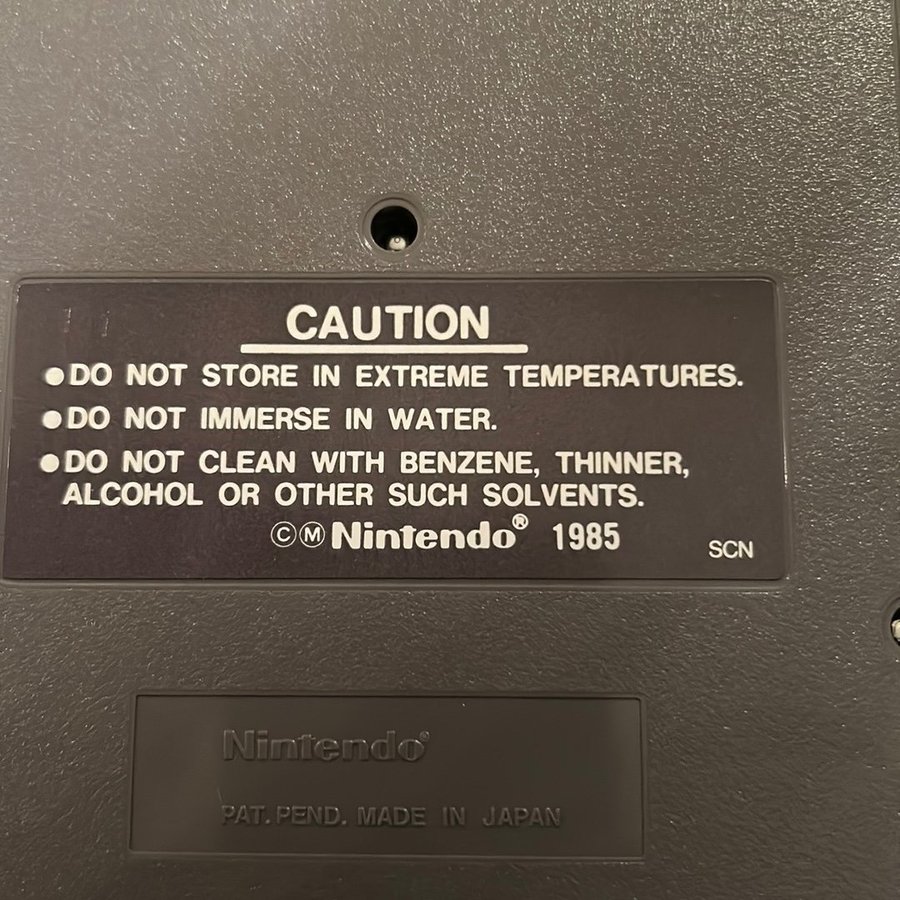 CAUTION
●DO NOT STORE IN EXTREME TEMPERATURES.
●DO NOT IMMERSE IN WATER.
●DO NOT CLEAN WITH BENZENE, THINNER,
ALCOHOL OR OTHER SUCH SOLVENTS.
ⒸⓂNintendo® 1985
SCN
Nintendo®
PAT. PEND. MADE IN JAPAN